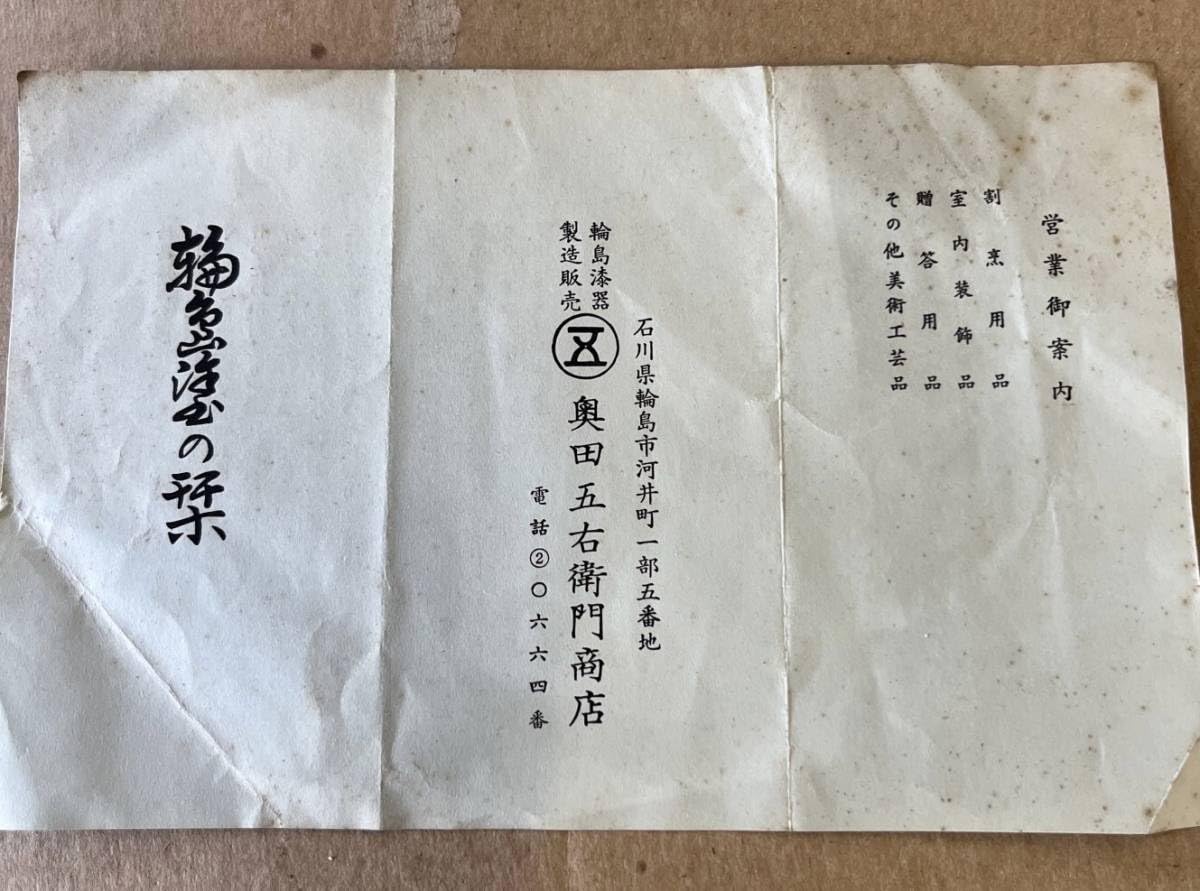 営業御案内
割烹用品
室内装飾品
贈答用品
その他美術工芸品
石川県輪島市河井町一部五番地
輪島漆器
製造販売
五 奥田五右衛門商店
電話②〇六六四番
輪島塗の栞